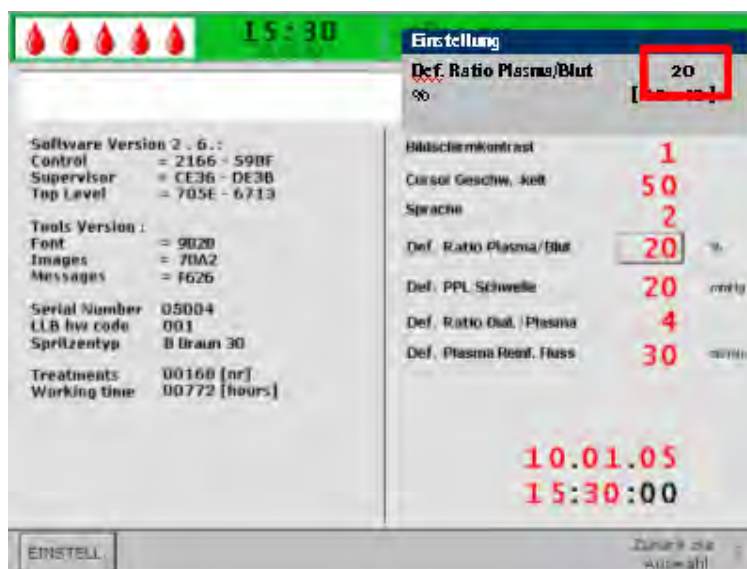 15:30
Einstellung
Def. Ratio Plasma/Blut 20
%
Software Version 2 . 6 . :
Control = 2166 - 59BF
Supervisor = CE36 - DE3B
Top Level = 705E - 6713
Tools Version :
Font = 9D2D
Images = 70A2
Messages = F626
Serial Number 05004
LLB hw code 001
Spritzentyp B Braun 30
Treatments 00168 [nr]
Working time 00772 [hours]
Bildschirmkontrast 1
Cursor Geschw. -keit 50
Sprache 2
Def. Ratio Plasma/Blut 20 %
Def. PPL Schwelle 20 mmHg
Def. Ratio Dial. /Plasma 4
Def. Plasma Reinf. Fluss 30
10.01.05
15:30:00
EINSTELL.
Zurück zur
Auswahl